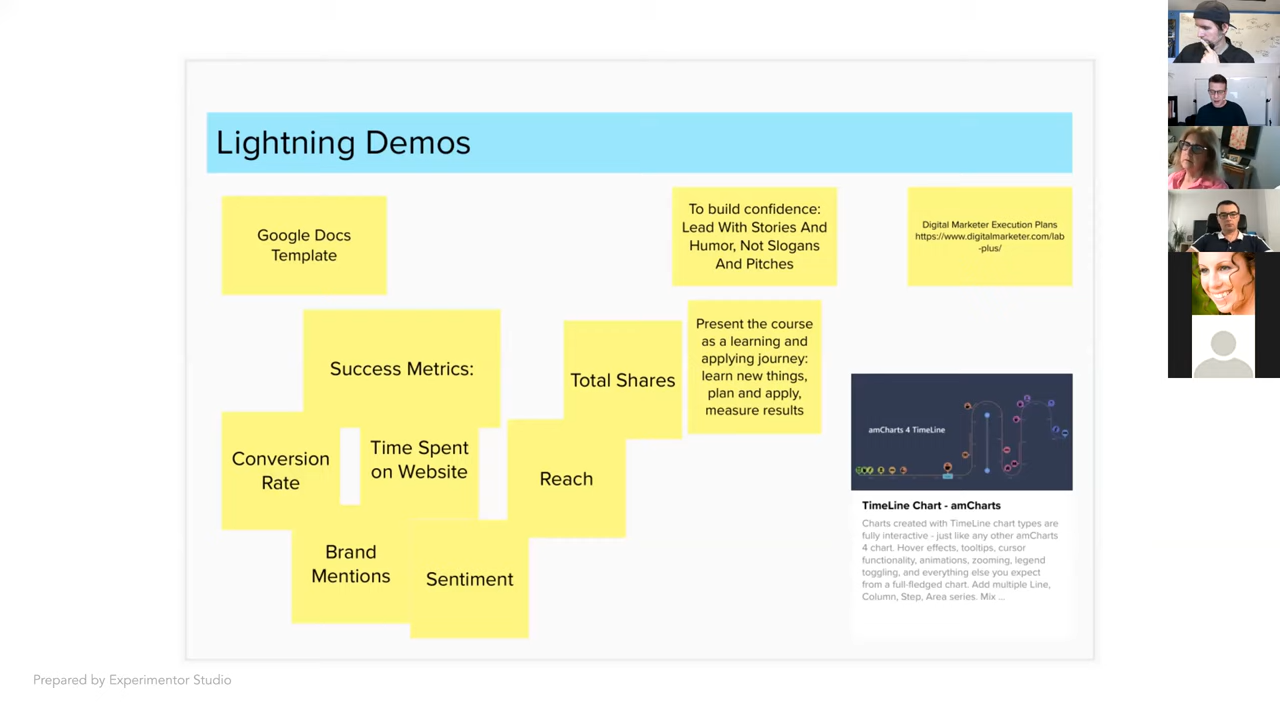 Lightning Demos
Google Docs
Template
To build confidence:
Lead With Stories And
Humor, Not Slogans
And Pitches
Digital Marketer Execution Plans
https://www.digitalmarketer.com/lab
-plus/
Success Metrics:
Total Shares
Present the course
as a learning and
applying journey:
learn new things,
plan and apply,
measure results
Conversion
Rate
Time Spent
on Website
Reach
Brand
Mentions
Sentiment
amCharts 4 TimeLine
TimeLine Chart - amCharts
Charts created with TimeLine chart types are
fully interactive - just like any other amCharts
4 chart. Hover effects, tooltips, cursor
functionality, animations, zooming, legend
toggling, and everything else you expect
from a full-fledged chart. Add multiple Line,
Column, Step, Area series. Mix ...
Prepared by Experimentor Studio